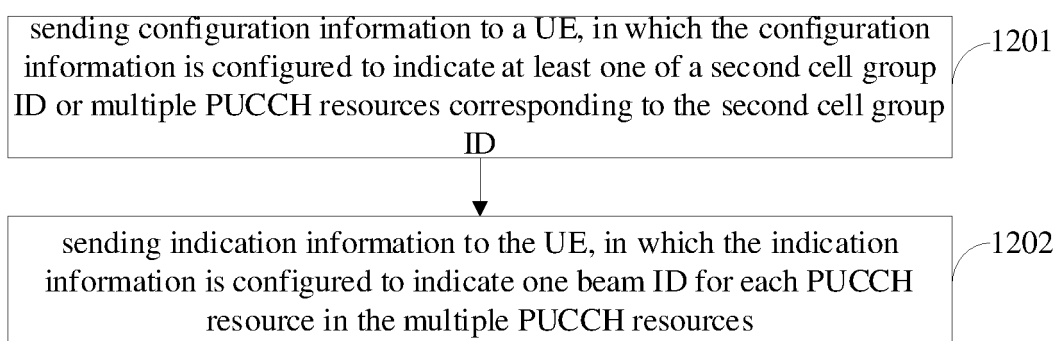 sending configuration information to a UE, in which the configuration
information is configured to indicate at least one of a second cell group
ID or multiple PUCCH resources corresponding to the second cell group
ID
1201
sending indication information to the UE, in which the indication
information is configured to indicate one beam ID for each PUCCH
resource in the multiple PUCCH resources
1202